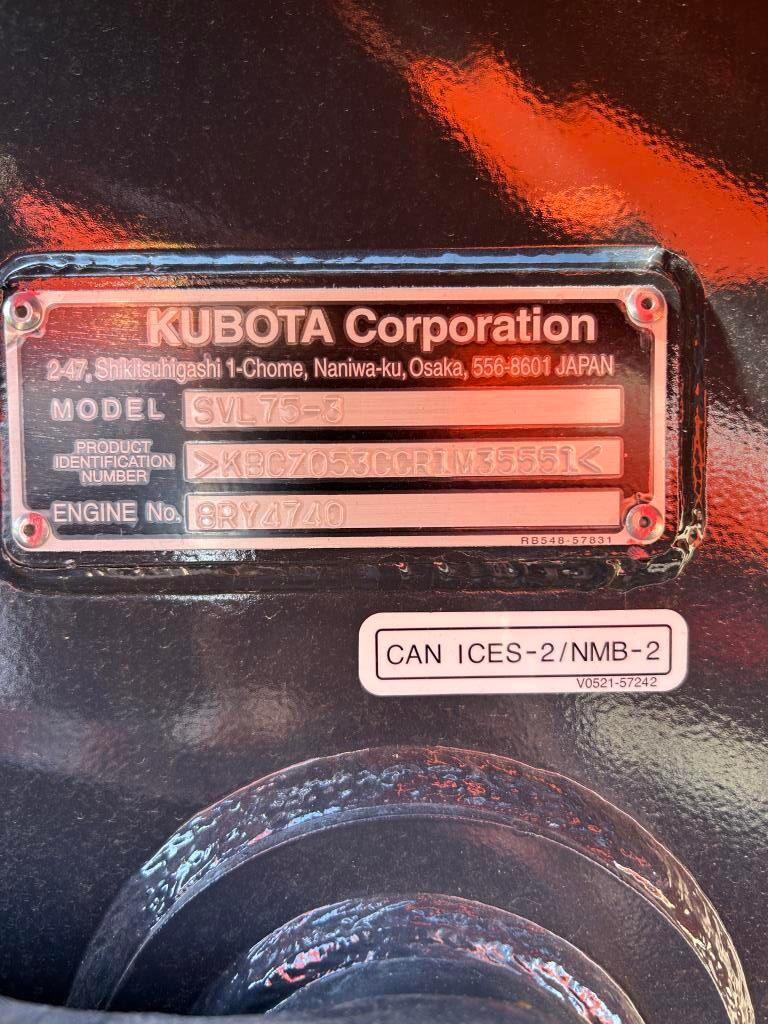 KUBOTA Corporation
2-47, Shikitsuhigashi 1-Chome, Naniwa-ku, Osaka, 556-8601 JAPAN
MODEL SVL75-3
PRODUCT
IDENTIFICATION
NUMBER
>KBCZ053CCR1M35551<
ENGINE No. 8RY4740
RB548-57831
CAN ICES-2/NMB-2
V0521-57242